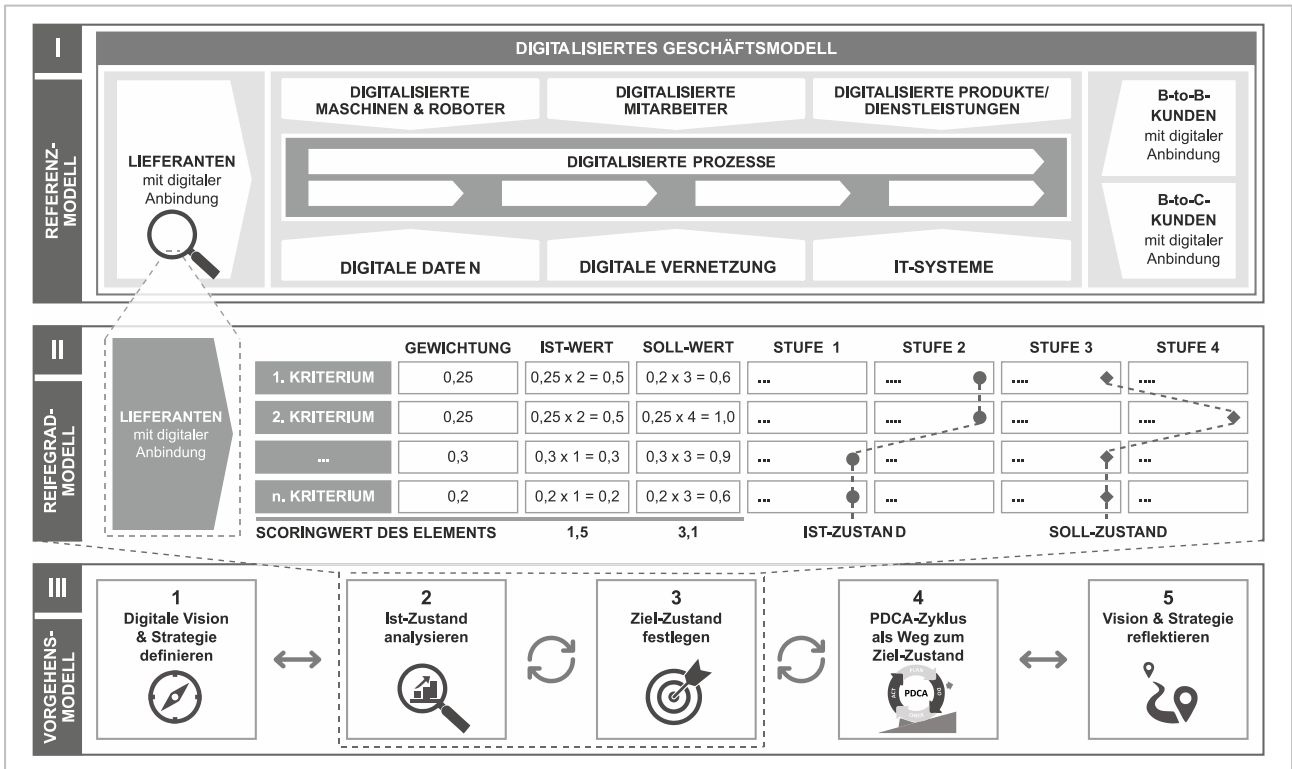 I
REFERENZ-
MODELL
DIGITALISIERTES GESCHÄFTSMODELL
LIEFERANTEN
mit digitaler
Anbindung
DIGITALISIERTE
MASCHINEN & ROBOTER
DIGITALISIERTE
MITARBEITER
DIGITALISIERTE PRODUKTE/
DIENSTLEISTUNGEN
DIGITALISIERTE PROZESSE
DIGITALE DATEN
DIGITALE VERNETZUNG
IT-SYSTEME
B-to-B-
KUNDEN
mit digitaler
Anbindung
B-to-C-
KUNDEN
mit digitaler
Anbindung
II
REIFEGRAD-
MODELL
LIEFERANTEN
mit digitaler
Anbindung
GEWICHTUNG IST-WERT SOLL-WERT STUFE 1 STUFE 2 STUFE 3 STUFE 4
1. KRITERIUM 0,25 0,25 x 2 = 0,5 0,2 x 3 = 0,6 ... .... .... ....
2. KRITERIUM 0,25 0,25 x 2 = 0,5 0,25 x 4 = 1,0 ... .... .... ....
... 0,3 0,3 x 1 = 0,3 0,3 x 3 = 0,9 ... ... ... ...
n. KRITERIUM 0,2 0,2 x 1 = 0,2 0,2 x 3 = 0,6 ... ... ... ...
SCORINGWERT DES ELEMENTS 1,5 3,1 IST-ZUSTAND SOLL-ZUSTAND
III
VORGEHENS-
MODELL
1
Digitale Vision
& Strategie
definieren
2
Ist-Zustand
analysieren
3
Ziel-Zustand
festlegen
4
PDCA-Zyklus
als Weg zum
Ziel-Zustand
PLAN
DO
CHECK
ACT
PDCA
5
Vision & Strategie
reflektieren